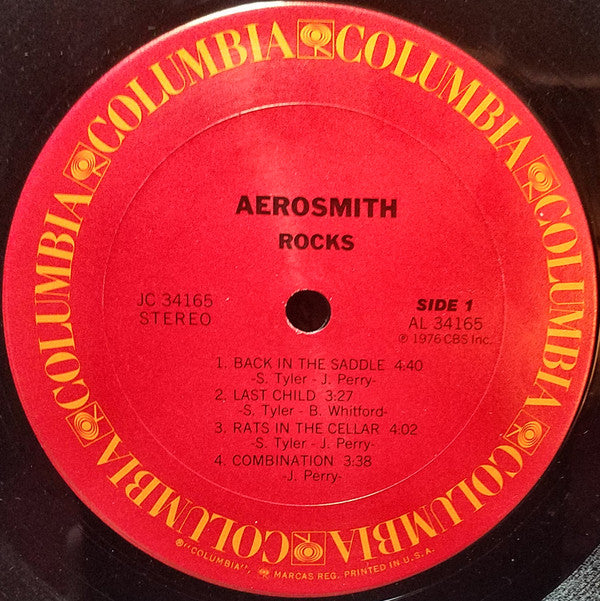 COLUMBIA COLUMBIA COLUMBIA COLUMBIA COLUMBIA COLUMBIA
AEROSMITH
ROCKS
JC 34165
STEREO
SIDE 1
AL 34165
℗ 1976 CBS Inc.
1. BACK IN THE SADDLE 4:40
-S. Tyler - J. Perry-
2. LAST CHILD 3:27
-S. Tyler - B. Whitford-
3. RATS IN THE CELLAR 4:02
-S. Tyler - J. Perry-
4. COMBINATION 3:38
-J. Perry-
®"COLUMBIA", MARCAS REG. PRINTED IN U.S.A.